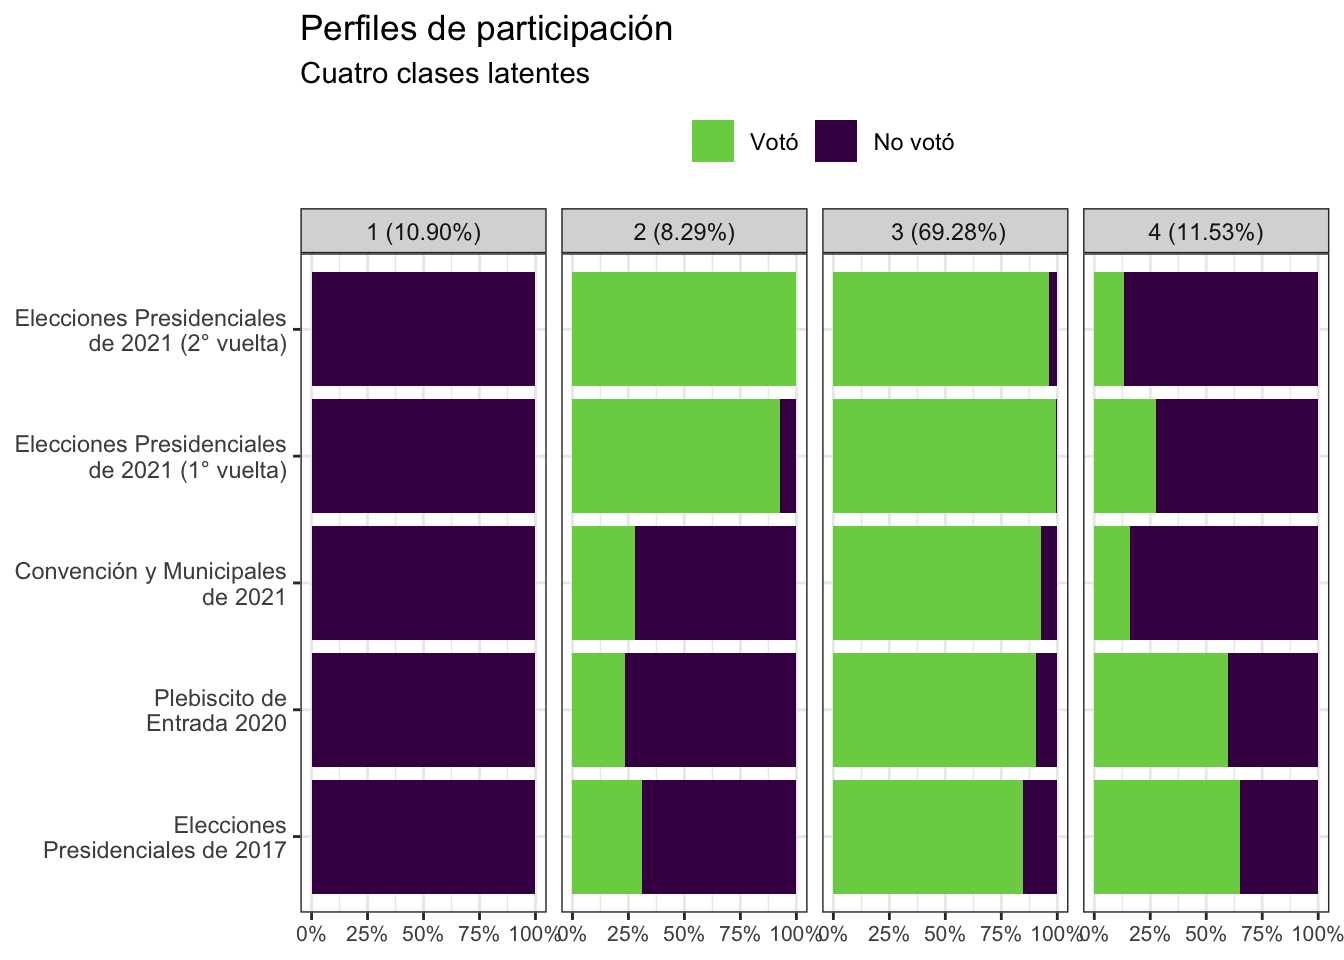 Perfiles de participación
Cuatro clases latentes
Votó
No votó
1 (10.90%)
2 (8.29%)
3 (69.28%)
4 (11.53%)
Elecciones Presidenciales
de 2021 (2° vuelta)
Elecciones Presidenciales
de 2021 (1° vuelta)
Convención y Municipales
de 2021
Plebiscito de
Entrada 2020
Elecciones
Presidenciales de 2017
0% 25% 50% 75% 100%
0% 25% 50% 75% 100%
0% 25% 50% 75% 100%
0% 25% 50% 75% 100%